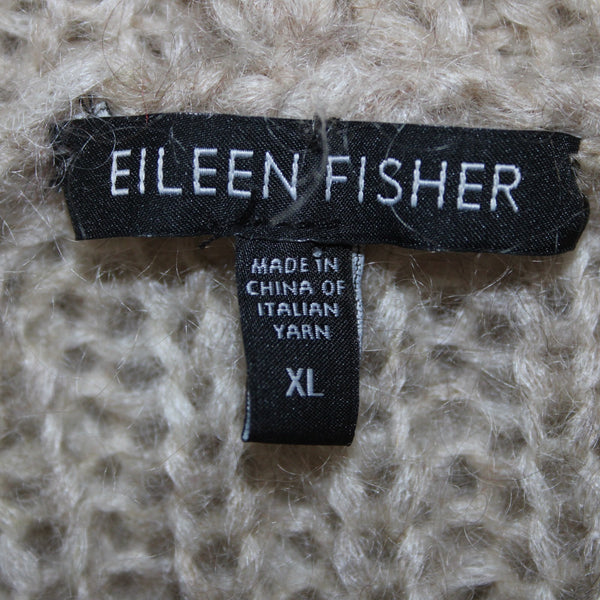 EILEEN FISHER
MADE IN
CHINA OF
ITALIAN
YARN
XL